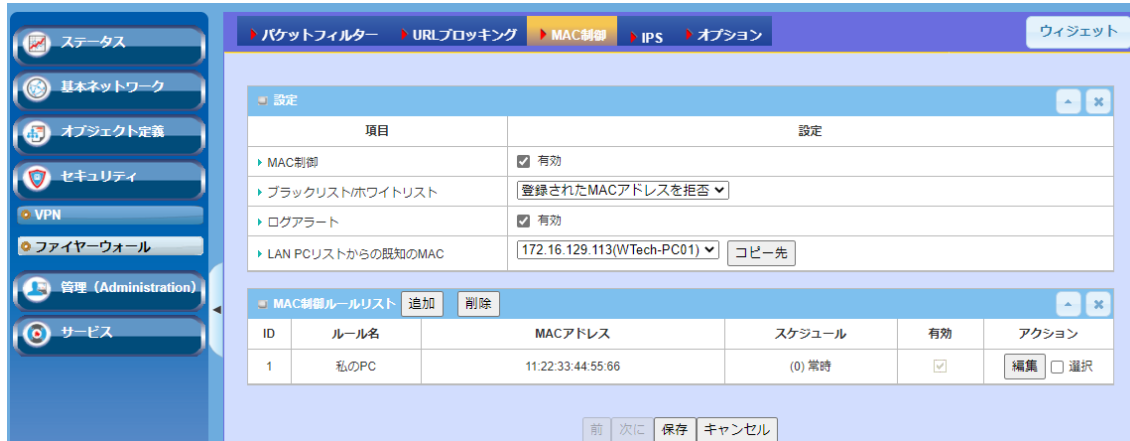 ステータス
基本ネットワーク
オブジェクト定義
セキュリティ
VPN
ファイヤーウォール
管理（Administration）
サービス
パケットフィルター URLブロッキング MAC制御 IPS オプション
ウィジェット
設定
項目 設定
MAC制御 有効
ブラックリスト/ホワイトリスト 登録されたMACアドレスを拒否
ログアラート 有効
LAN PCリストからの既知のMAC 172.16.129.113(WTech-PC01) コピー先
MAC制御ルールリスト 追加 削除
ID ルール名 MACアドレス スケジュール 有効 アクション
1 私のPC 11:22:33:44:55:66 (0) 常時 編集 選択
前 次に 保存 キャンセル